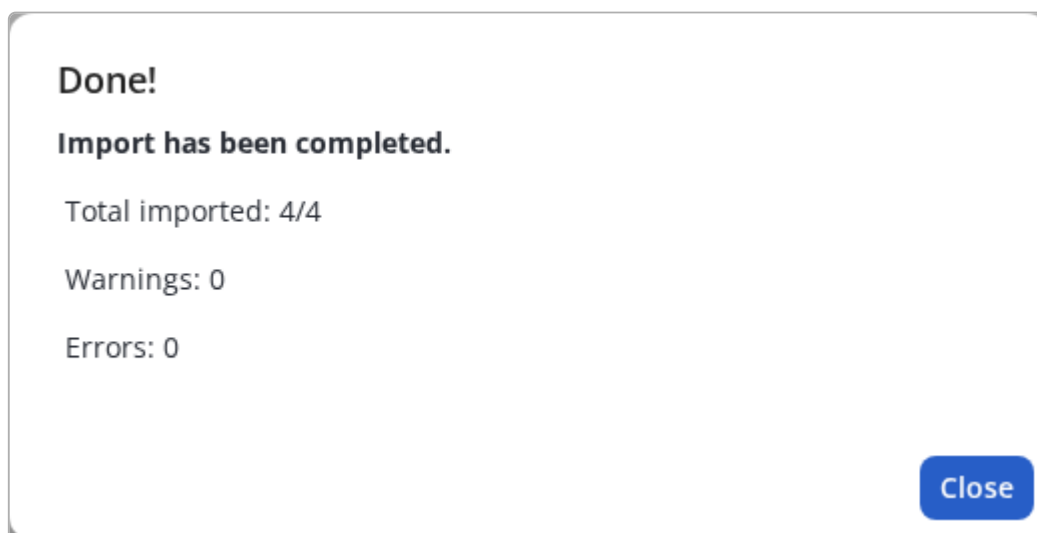 Done!
Import has been completed.
Total imported: 4/4
Warnings: 0
Errors: 0
Close